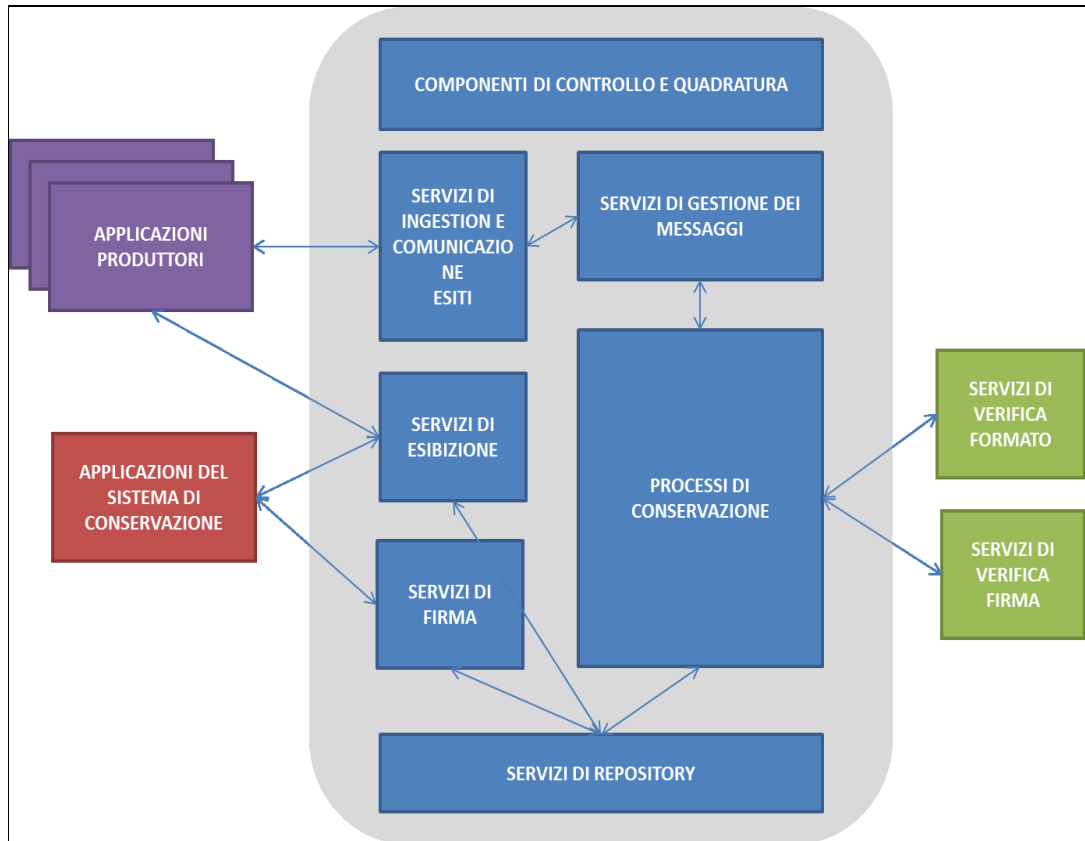 COMPONENTI DI CONTROLLO E QUADRATURA
SERVIZI DI
INGESTION E
COMUNICAZIO
NE
ESITI
SERVIZI DI GESTIONE DEI
MESSAGGI
APPLICAZIONI
PRODUTTORI
SERVIZI DI
ESIBIZIONE
APPLICAZIONI DEL
SISTEMA DI
CONSERVAZIONE
PROCESSI DI
CONSERVAZIONE
SERVIZI DI
VERIFICA
FORMATO
SERVIZI DI
FIRMA
SERVIZI DI
VERIFICA
FIRMA
SERVIZI DI REPOSITORY